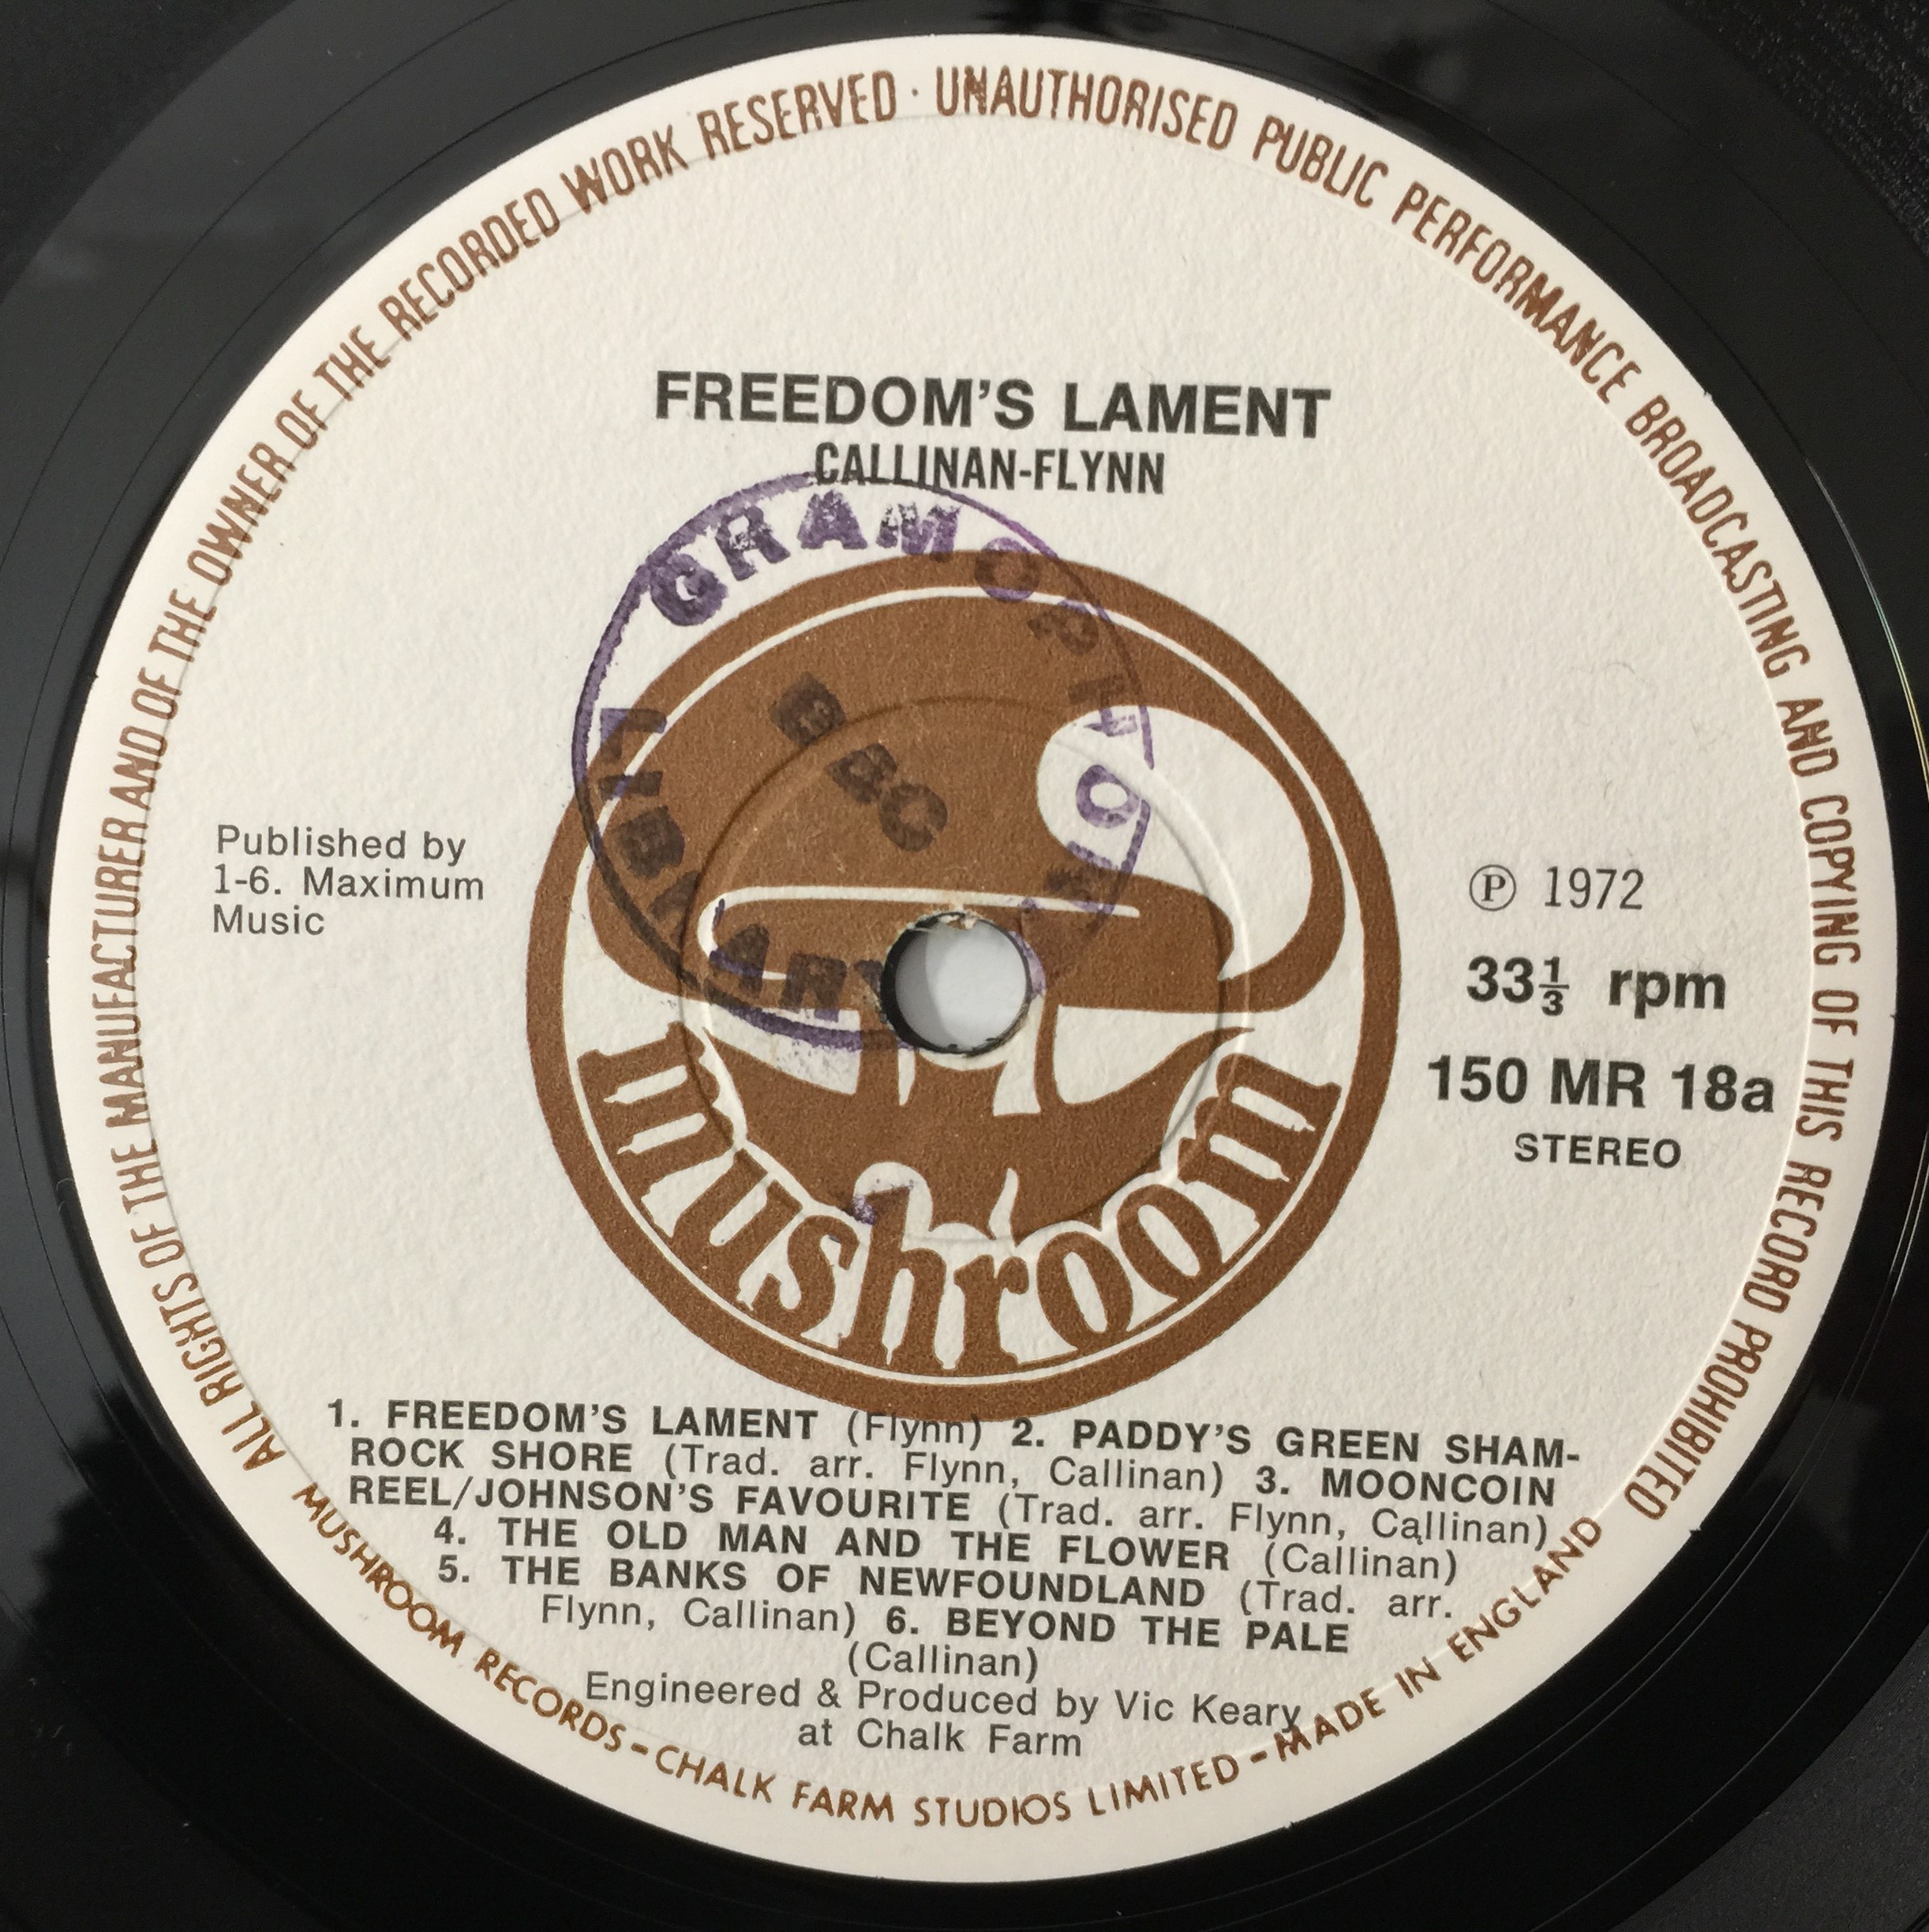 ALL RIGHTS OF THE MANUFACTURER AND OF THE OWNER OF THE RECORDED WORK RESERVED · UNAUTHORISED PUBLIC PERFORMANCE BROADCASTING AND COPYING OF THIS RECORD PROHIBITED
FREEDOM'S LAMENT
CALLINAN-FLYNN
GRAMOPHONE
BBC
LIBRARY
Published by
1-6. Maximum
Music
℗ 1972
33⅓ rpm
150 MR 18a
STEREO
mushroom
1. FREEDOM'S LAMENT (Flynn) 2. PADDY'S GREEN SHAM-
ROCK SHORE (Trad. arr. Flynn, Callinan) 3. MOONCOIN
REEL/JOHNSON'S FAVOURITE (Trad. arr. Flynn, Callinan)
4. THE OLD MAN AND THE FLOWER (Callinan)
5. THE BANKS OF NEWFOUNDLAND (Trad. arr.
Flynn, Callinan) 6. BEYOND THE PALE
(Callinan)
Engineered & Produced by Vic Keary
at Chalk Farm
MUSHROOM RECORDS – CHALK FARM STUDIOS LIMITED – MADE IN ENGLAND